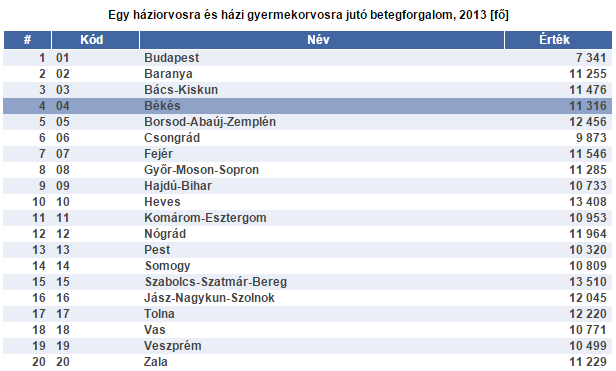 Egy háziorvosra és házi gyermekorvosra jutó betegforgalom, 2013 [fő]
# Kód Név Érték
1 01 Budapest 7 341
2 02 Baranya 11 255
3 03 Bács-Kiskun 11 476
4 04 Békés 11 316
5 05 Borsod-Abaúj-Zemplén 12 456
6 06 Csongrád 9 873
7 07 Fejér 11 546
8 08 Győr-Moson-Sopron 11 285
9 09 Hajdú-Bihar 10 733
10 10 Heves 13 408
11 11 Komárom-Esztergom 10 953
12 12 Nógrád 11 964
13 13 Pest 10 320
14 14 Somogy 10 809
15 15 Szabolcs-Szatmár-Bereg 13 510
16 16 Jász-Nagykun-Szolnok 12 045
17 17 Tolna 12 220
18 18 Vas 10 771
19 19 Veszprém 10 499
20 20 Zala 11 229